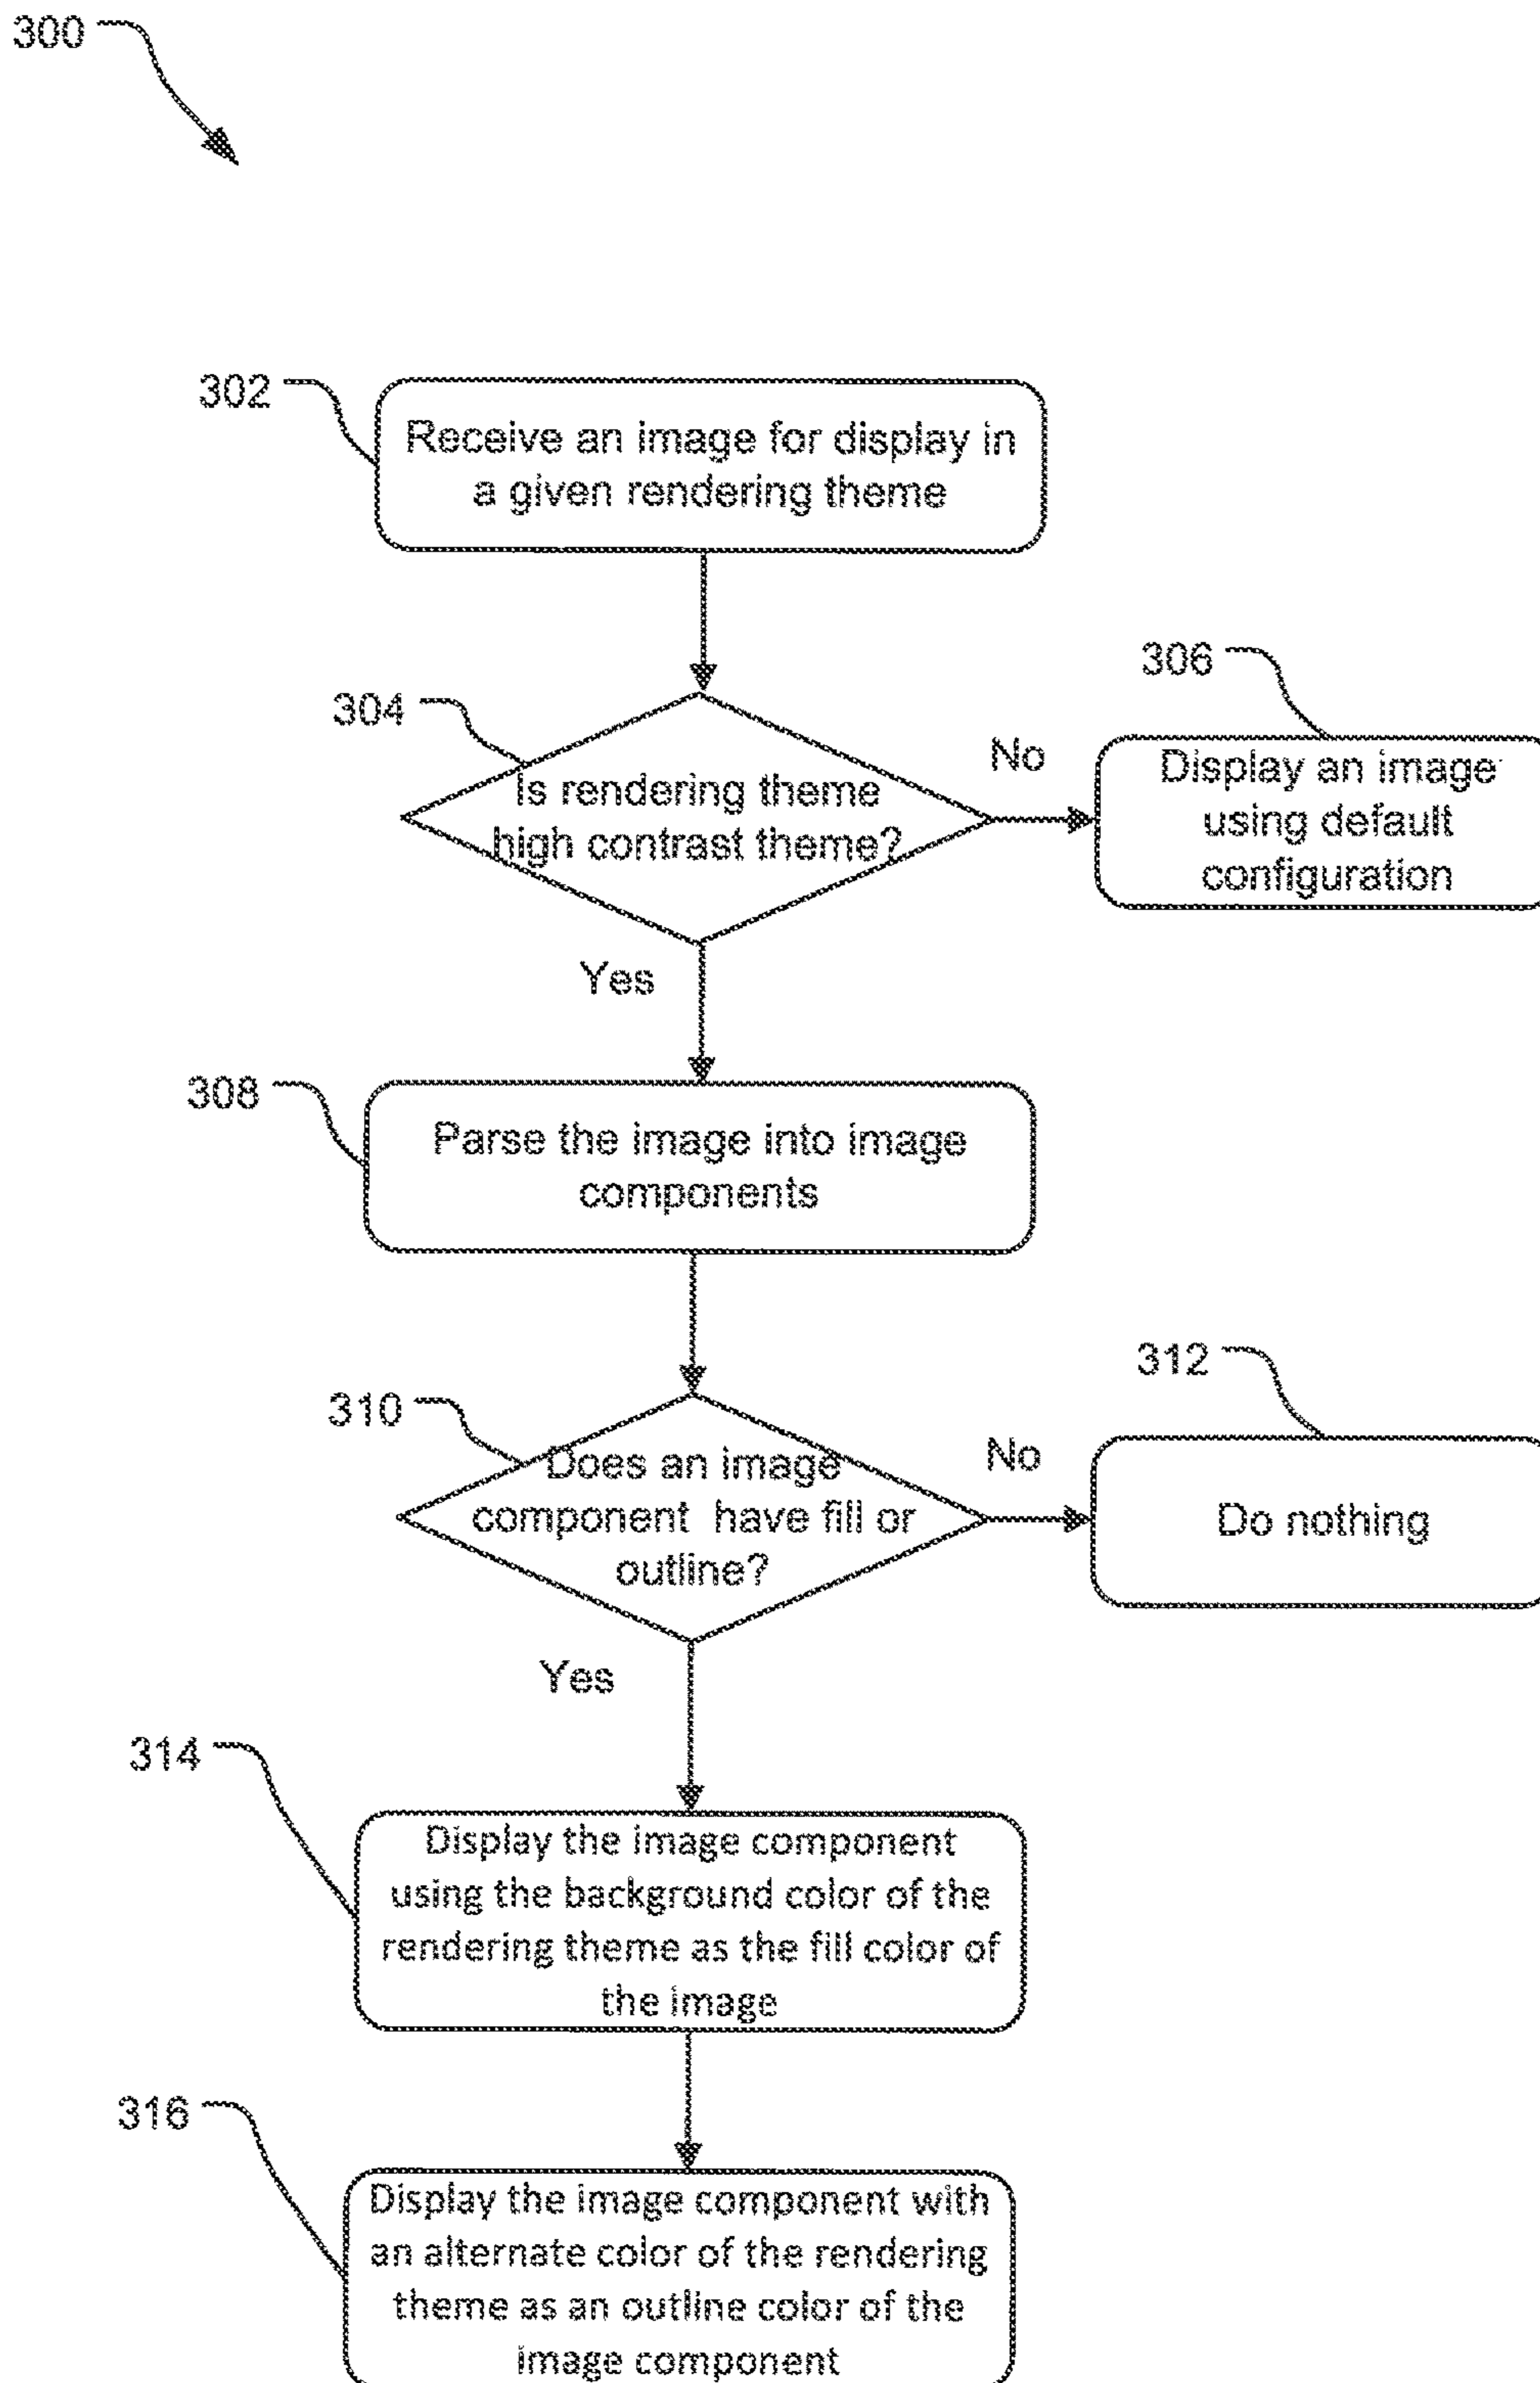 300
302
Receive an image for display in
a given rendering theme
304
Is rendering theme
high contrast theme?
No
306
Display an image
using default
configuration
Yes
308
Parse the image into image
components
310
Does an image
component have fill or
outline?
No
312
Do nothing
Yes
314
Display the image component
using the background color of the
rendering theme as the fill color of
the image
316
Display the image component with
an alternate color of the rendering
theme as an outline color of the
image component